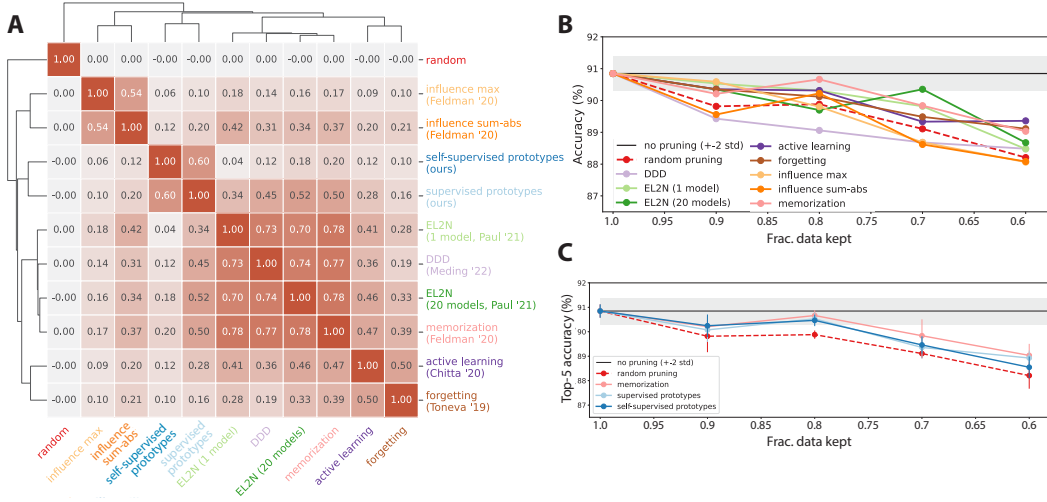 A
1.00 0.00 0.00 -0.00 -0.00 0.00 0.00 -0.00 0.00 -0.00 -0.00 random
0.00 1.00 0.54 0.06 0.10 0.18 0.14 0.16 0.17 0.09 0.10 influence max
(Feldman '20)
0.00 0.54 1.00 0.12 0.20 0.42 0.31 0.34 0.37 0.20 0.21 influence sum-abs
(Feldman '20)
-0.00 0.06 0.12 1.00 0.60 0.04 0.12 0.18 0.20 0.12 0.10 self-supervised prototypes
(ours)
-0.00 0.10 0.20 0.60 1.00 0.34 0.45 0.52 0.50 0.28 0.16 supervised prototypes
(ours)
0.00 0.18 0.42 0.04 0.34 1.00 0.73 0.70 0.78 0.41 0.28 EL2N
(1 model, Paul '21)
0.00 0.14 0.31 0.12 0.45 0.73 1.00 0.74 0.77 0.36 0.19 DDD
(Meding '22)
-0.00 0.16 0.34 0.18 0.52 0.70 0.74 1.00 0.78 0.46 0.33 EL2N
(20 models, Paul '21)
0.00 0.17 0.37 0.20 0.50 0.78 0.77 0.78 1.00 0.47 0.39 memorization
(Feldman '20)
-0.00 0.09 0.20 0.12 0.28 0.41 0.36 0.46 0.47 1.00 0.50 active learning
(Chitta '20)
-0.00 0.10 0.21 0.10 0.16 0.28 0.19 0.33 0.39 0.50 1.00 forgetting
(Toneva '19)
random
influence max
influence
sum-abs
self-supervised
prototypes
supervised
prototypes
EL2N (1 model)
DDD
EL2N (20 models)
memorization
active learning
forgetting
B
92
91
90
89
88
87
Accuracy (%)
no pruning (+-2 std)
random pruning
DDD
EL2N (1 model)
EL2N (20 models)
active learning
forgetting
influence max
influence sum-abs
memorization
1.0 0.95 0.9 0.85 0.8 0.75 0.7 0.65 0.6
Frac. data kept
C
92
91
90
89
88
87
Top-5 accuracy (%)
no pruning (+-2 std)
random pruning
memorization
supervised prototypes
self-supervised prototypes
1.0 0.9 0.8 0.7 0.6
Frac. data kept